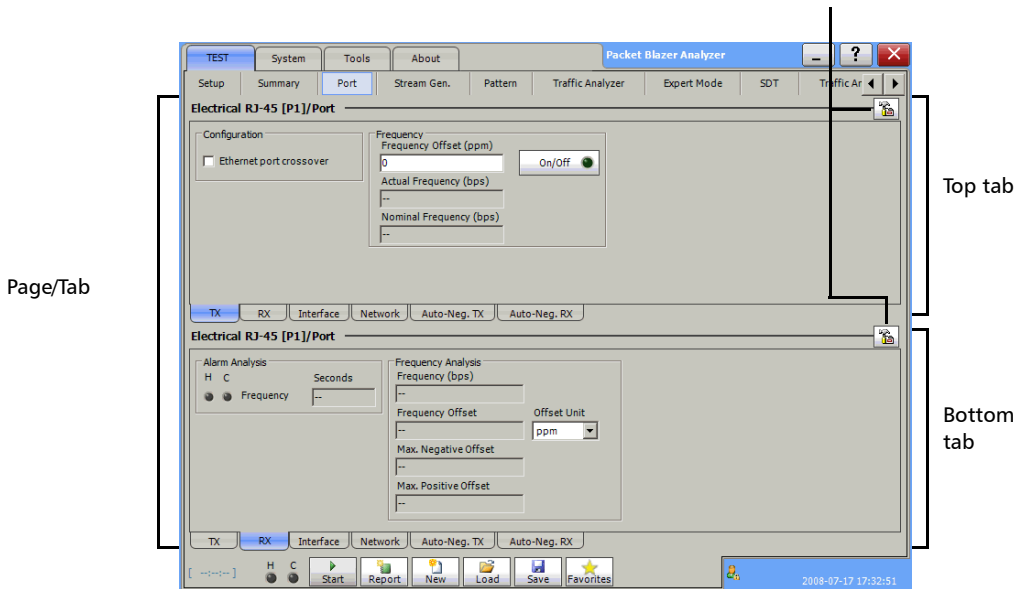 TEST System Tools About Packet Blazer Analyzer ?
Setup Summary Port Stream Gen. Pattern Traffic Analyzer Expert Mode SDT Traffic Ar
Electrical RJ-45 [P1]/Port
Configuration
Ethernet port crossover
Frequency
Frequency Offset (ppm)
0
On/Off
Actual Frequency (bps)
--
Nominal Frequency (bps)
--
Top tab
Page/Tab
TX RX Interface Network Auto-Neg. TX Auto-Neg. RX
Electrical RJ-45 [P1]/Port
Alarm Analysis
H C Seconds
Frequency --
Frequency Analysis
Frequency (bps)
--
Frequency Offset Offset Unit
-- ppm
Max. Negative Offset
--
Max. Positive Offset
--
Bottom
tab
TX RX Interface Network Auto-Neg. TX Auto-Neg. RX
[ --:--:-- ] H C Start Report New Load Save Favorites
2008-07-17 17:32:51